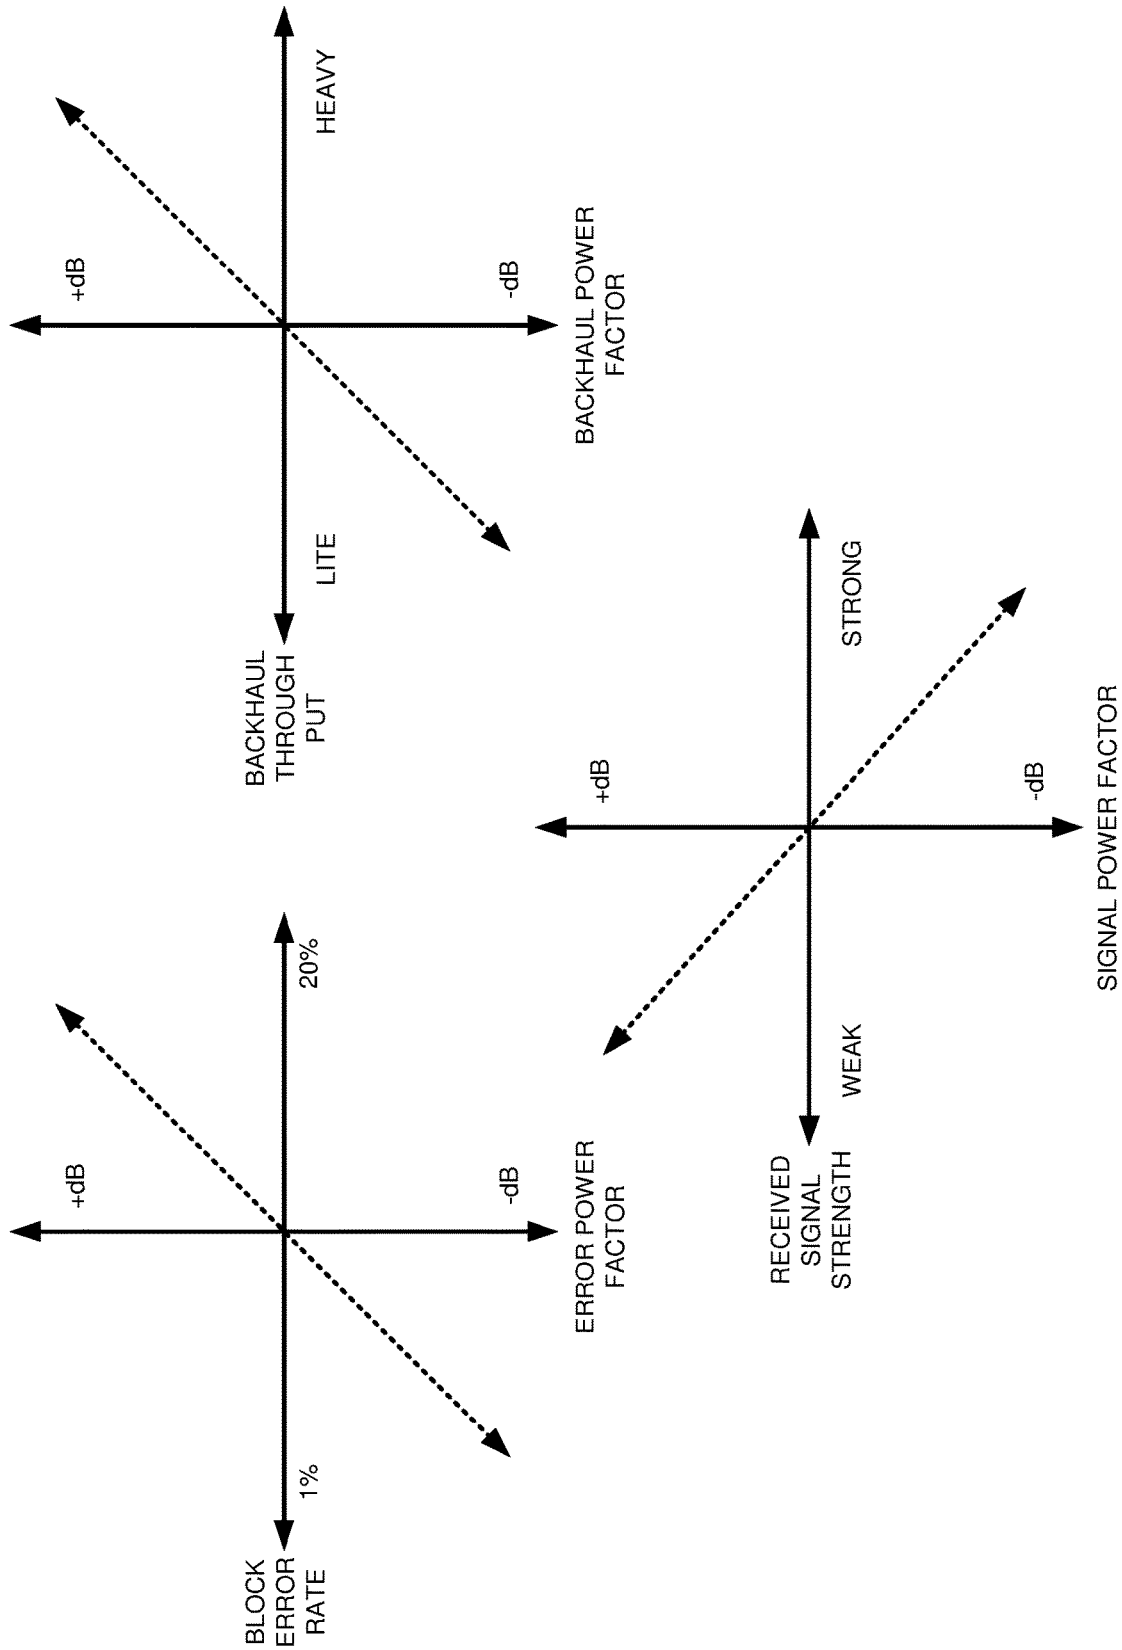 +dB
BLOCK
ERROR
RATE
1%
20%
-dB
ERROR POWER
FACTOR
+dB
BACKHAUL
THROUGH
PUT
LITE
HEAVY
-dB
BACKHAUL POWER
FACTOR
+dB
RECEIVED
SIGNAL
STRENGTH
WEAK
STRONG
-dB
SIGNAL POWER FACTOR